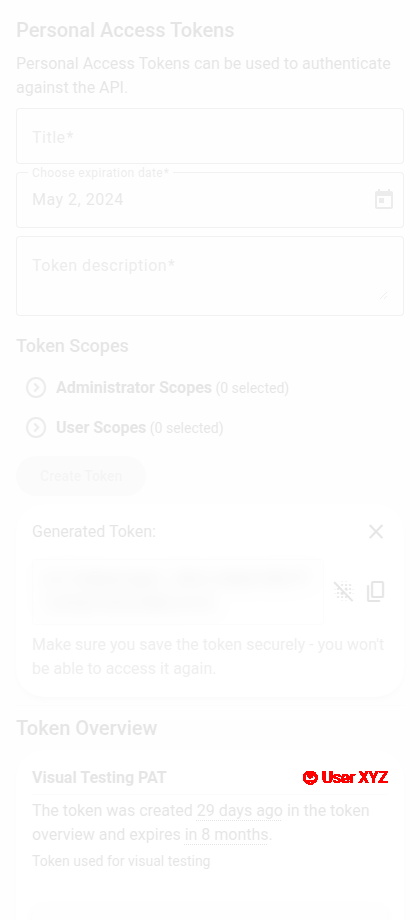 Personal Access Tokens
Personal Access Tokens can be used to authenticate
against the API.
Title*
Choose expiration date*
May 2, 2024
Token description*
Token Scopes
Administrator Scopes (0 selected)
User Scopes (0 selected)
Create Token
Generated Token:
Make sure you save the token securely - you won't
be able to access it again.
Token Overview
Visual Testing PAT User XYZ
The token was created 29 days ago in the token
overview and expires in 8 months.
Token used for visual testing